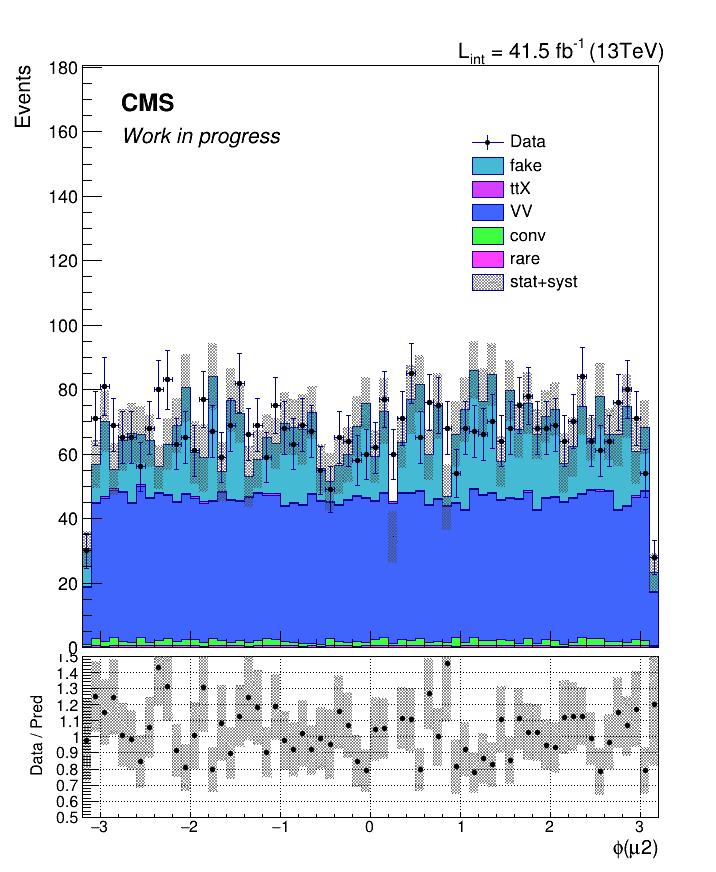 L_int = 41.5 fb^-1 (13TeV)
Events
180
CMS
160
Work in progress
Data
140
fake
ttX
VV
120
conv
rare
stat+syst
100
80
60
40
20
0
Data / Pred
1.5
1.4
1.3
1.2
1.1
1
0.9
0.8
0.7
0.6
0.5
−3 −2 −1 0 1 2 3
ϕ(μ2)